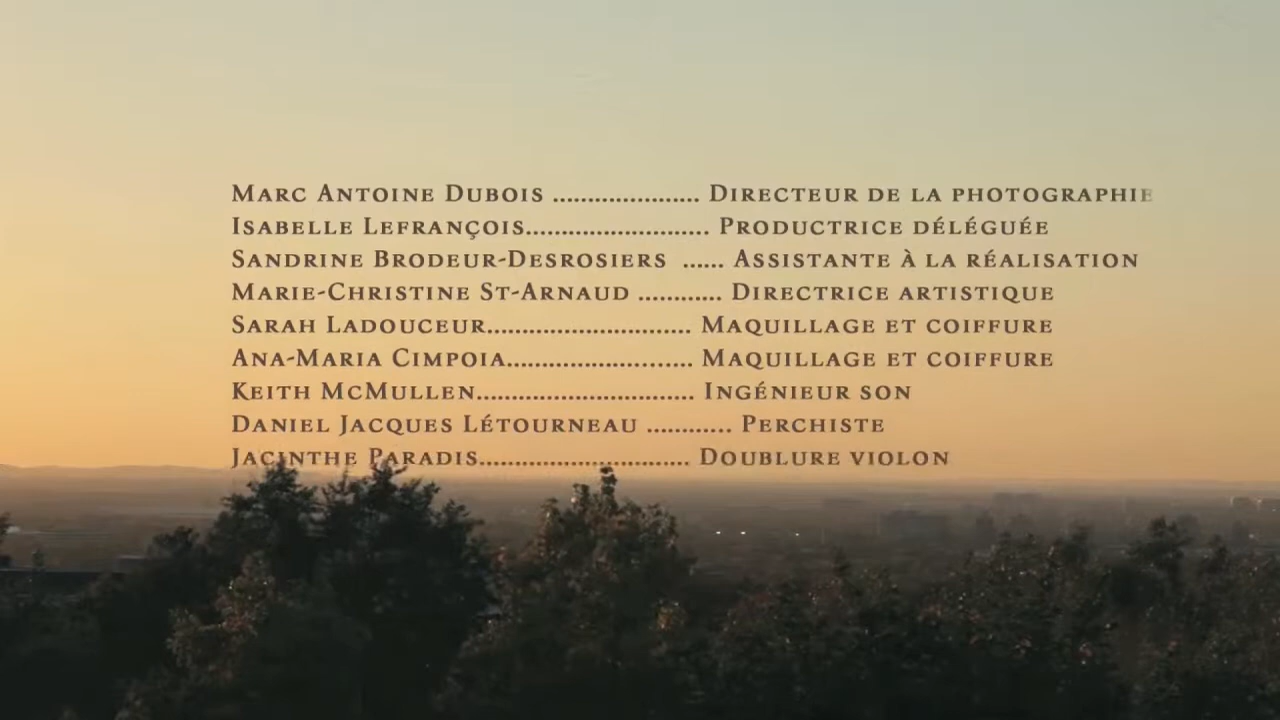 Marc Antoine Dubois ..................... Directeur de la photographie
Isabelle Lefrançois.......................... Productrice déléguée
Sandrine Brodeur-Desrosiers ...... Assistante à la réalisation
Marie-Christine St-Arnaud ............ Directrice artistique
Sarah Ladouceur............................. Maquillage et coiffure
Ana-Maria Cimpoia.......................... Maquillage et coiffure
Keith McMullen............................... Ingénieur son
Daniel Jacques Létourneau ............ Perchiste
Jacinthe Paradis.............................. Doublure violon